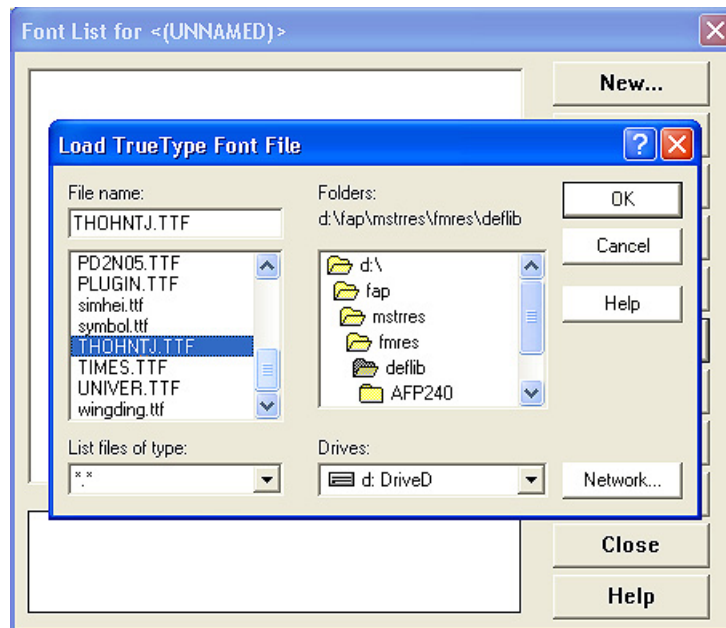 Font List for <(UNNAMED)>
New...
Load TrueType Font File
File name:
THOHNTJ.TTF
PD2N05.TTF
PLUGIN.TTF
simhei.ttf
symbol.ttf
THOHNTJ.TTF
TIMES.TTF
UNIVER.TTF
wingding.ttf
List files of type:
*.*
Folders:
d:\fap\mstrres\fmres\deflib
d:\
fap
mstrres
fmres
deflib
AFP240
Drives:
d: DriveD
OK
Cancel
Help
Network...
Close
Help